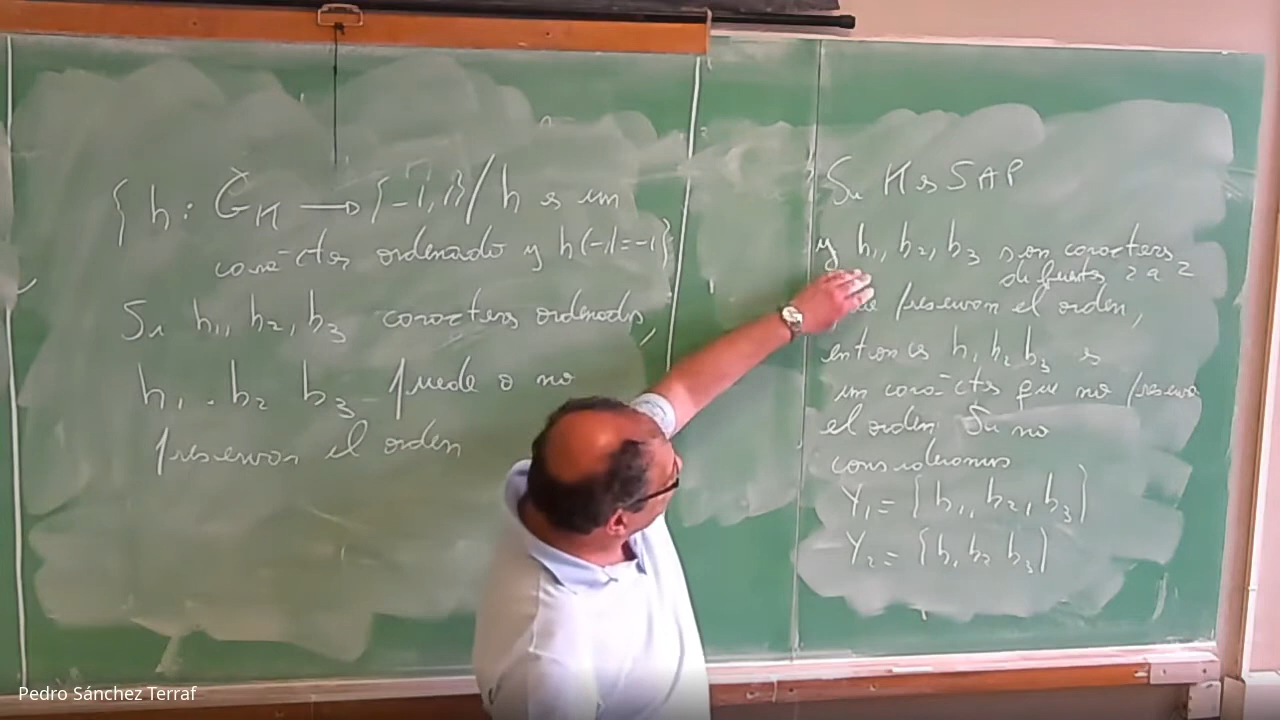 { h: Ğ_K ⟶ {-1,1} / h es un
carácter ordenado y h(-1)=-1}
Si h₁, h₂, h₃ caracteres ordenados,
h₁ . h₂ h₃ puede o no
preservar el orden
Si K es SAP
y h₁, h₂, h₃ son caracteres
diferentes 2 a 2
que preservan el orden,
entonces h₁ h₂ h₃ es
un carácter que no preserva
el orden. Si no
consideramos
Y₁ = {h₁, h₂, h₃}
Y₂ = {h₁ h₂ h₃}
Pedro Sánchez Terraf